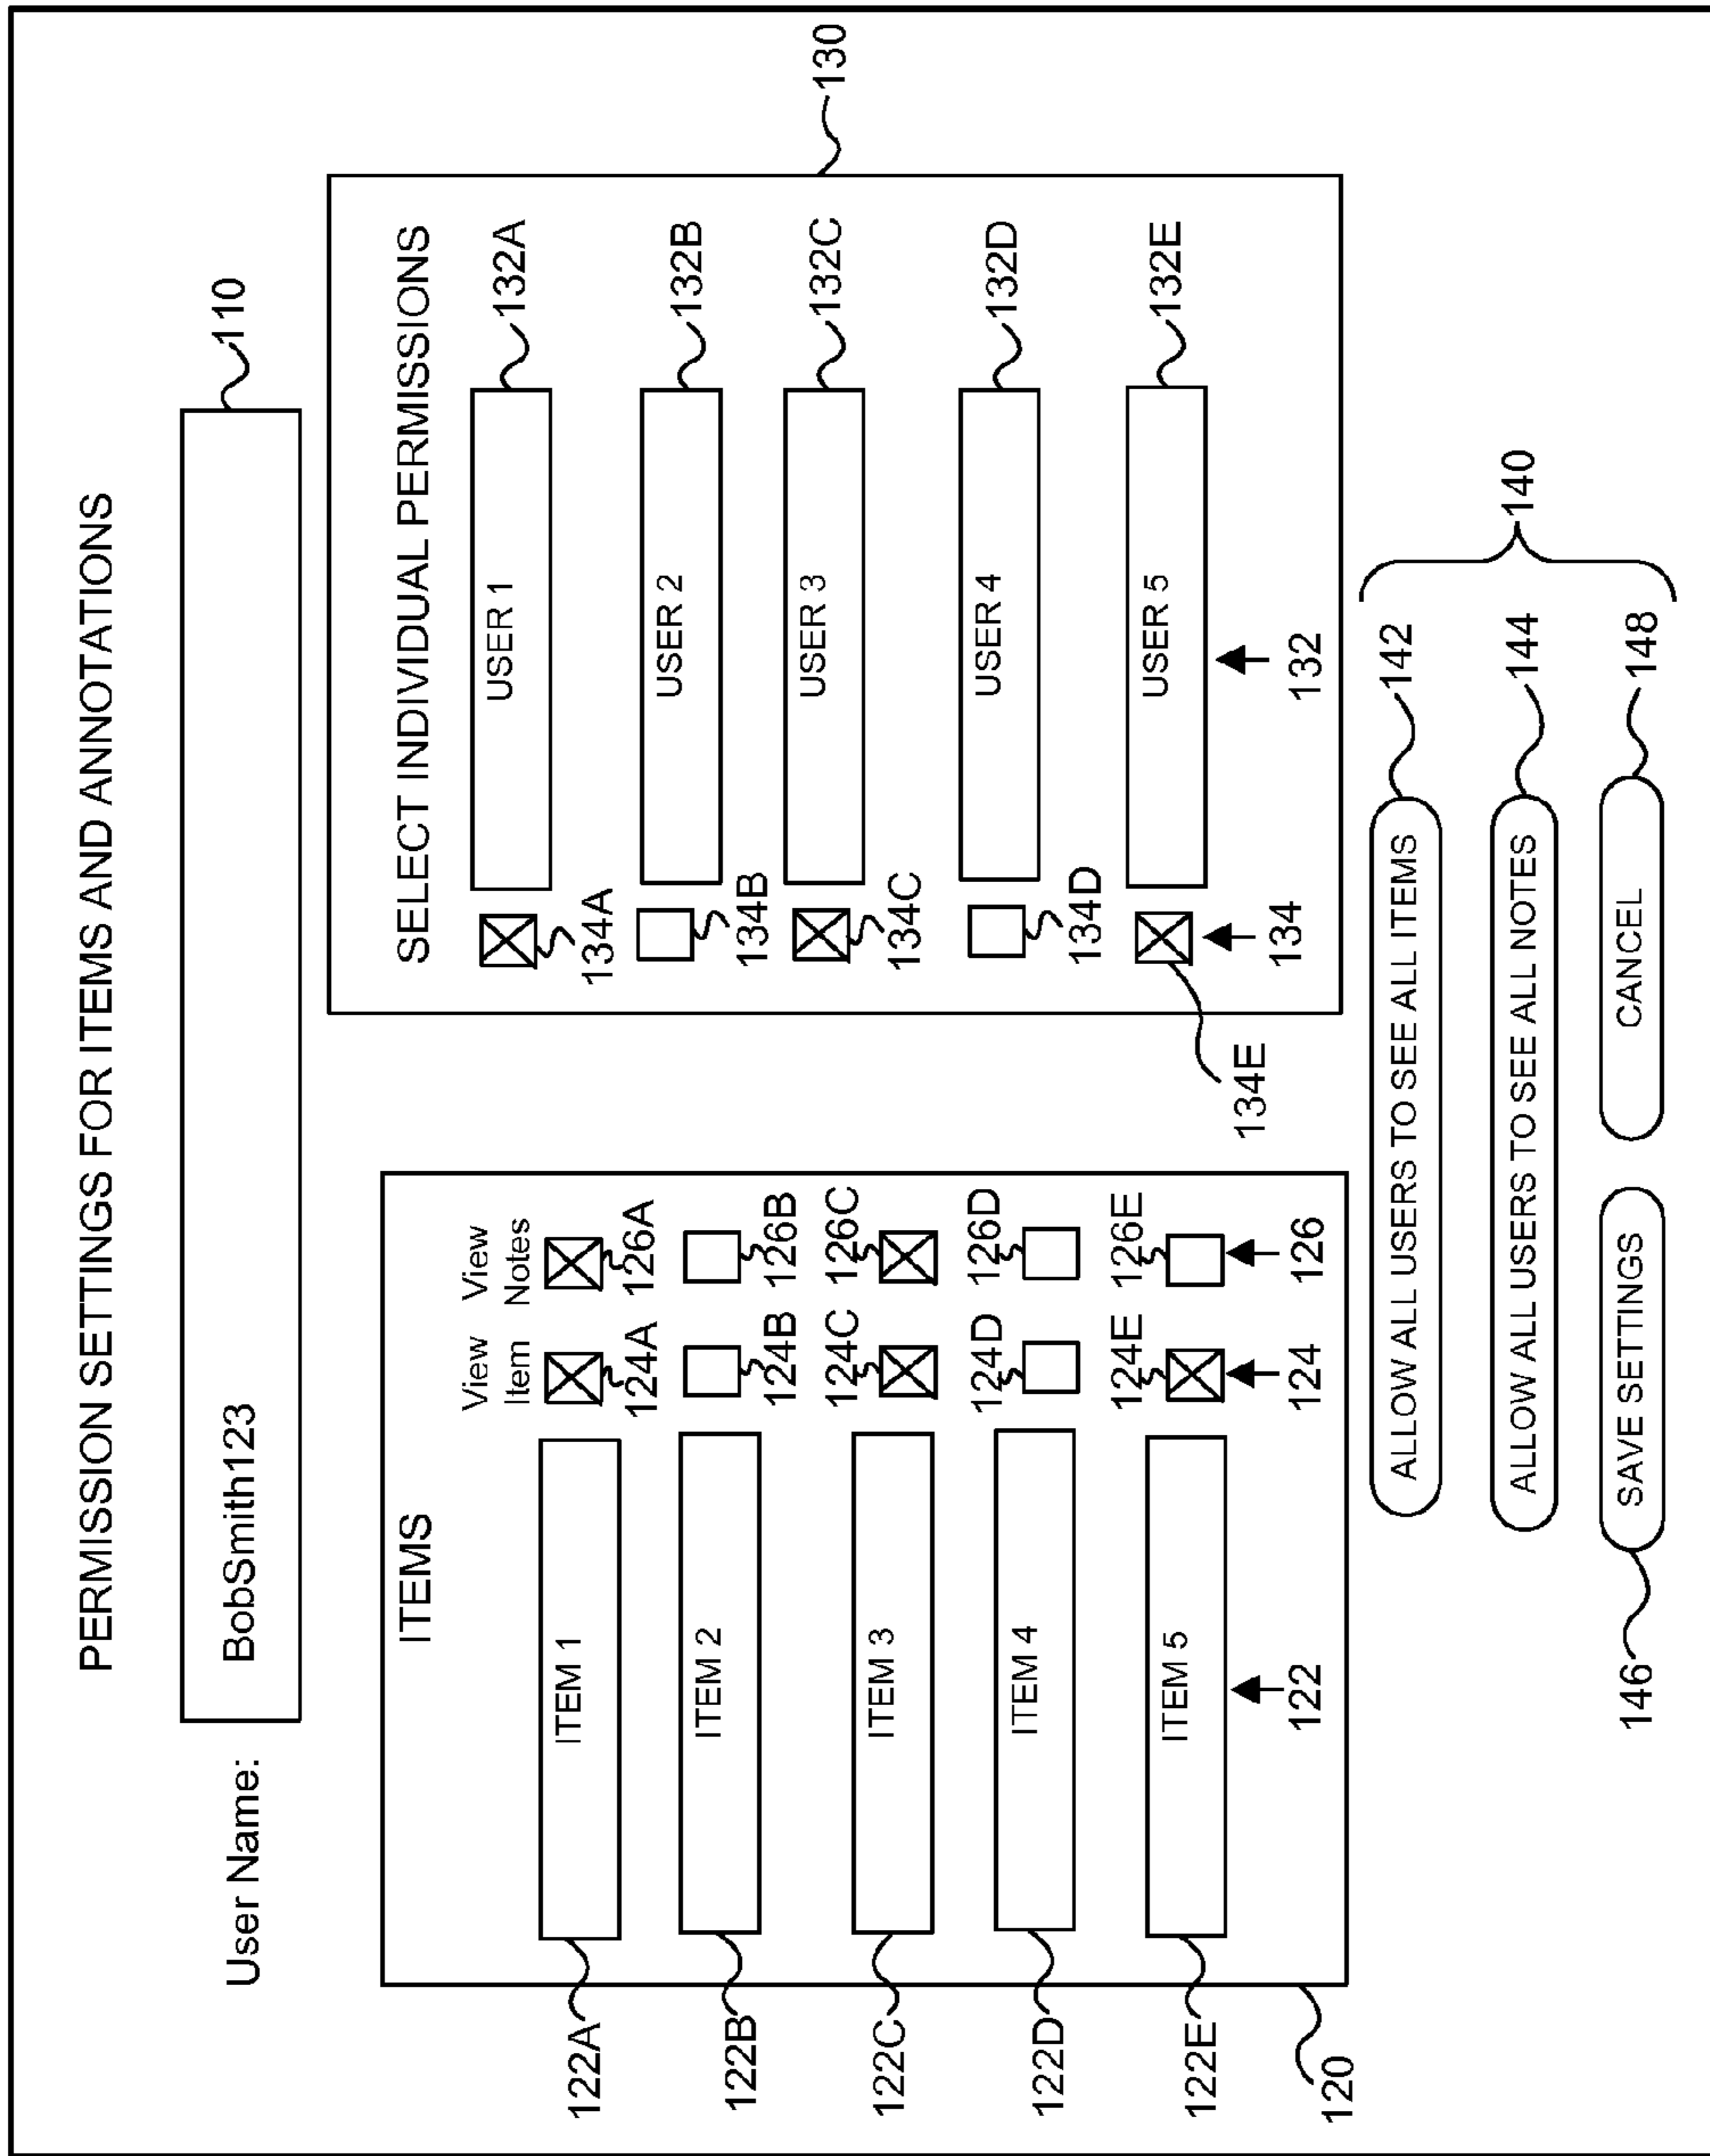 PERMISSION SETTINGS FOR ITEMS AND ANNOTATIONS
User Name: BobSmith123 110
ITEMS
View Item
View Notes
122A ITEM 1 124A 126A
122B ITEM 2 124B 126B
122C ITEM 3 124C 126C
122D ITEM 4 124D 126D
122E ITEM 5 124E 126E
122 124 126
120
SELECT INDIVIDUAL PERMISSIONS
130
134A USER 1 132A
134B USER 2 132B
134C USER 3 132C
134D USER 4 132D
134E USER 5 132E
134 132
ALLOW ALL USERS TO SEE ALL ITEMS 142
ALLOW ALL USERS TO SEE ALL NOTES 144
140
146 SAVE SETTINGS CANCEL 148